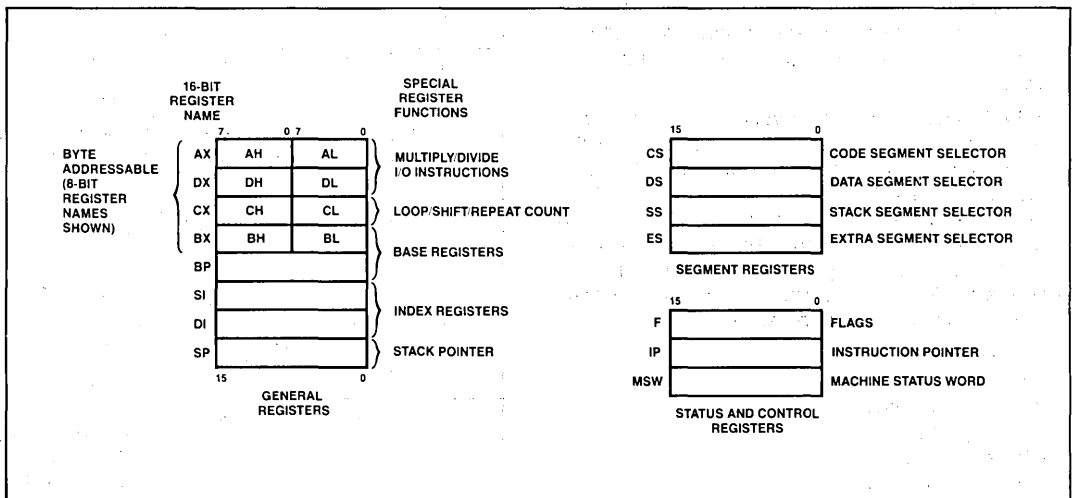 16-BIT
REGISTER
NAME
SPECIAL
REGISTER
FUNCTIONS
7 0 7 0
BYTE
ADDRESSABLE
(8-BIT
REGISTER
NAMES
SHOWN)
AX AH AL
DX DH DL
MULTIPLY/DIVIDE
I/O INSTRUCTIONS
CX CH CL LOOP/SHIFT/REPEAT COUNT
BX BH BL
BP
BASE REGISTERS
SI
DI
INDEX REGISTERS
SP STACK POINTER
15 0
GENERAL
REGISTERS
15 0
CS CODE SEGMENT SELECTOR
DS DATA SEGMENT SELECTOR
SS STACK SEGMENT SELECTOR
ES EXTRA SEGMENT SELECTOR
SEGMENT REGISTERS
15 0
F FLAGS
IP INSTRUCTION POINTER
MSW MACHINE STATUS WORD
STATUS AND CONTROL
REGISTERS